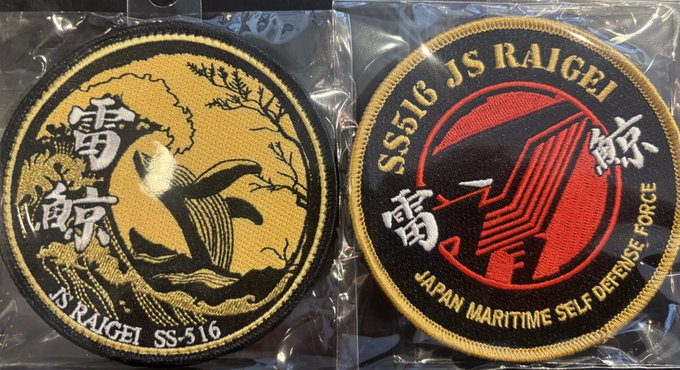 雷鯨
JS RAIGEI SS-516
SS516 JS RAIGEI
雷鯨
JAPAN MARITIME SELF DEFENSE FORCE